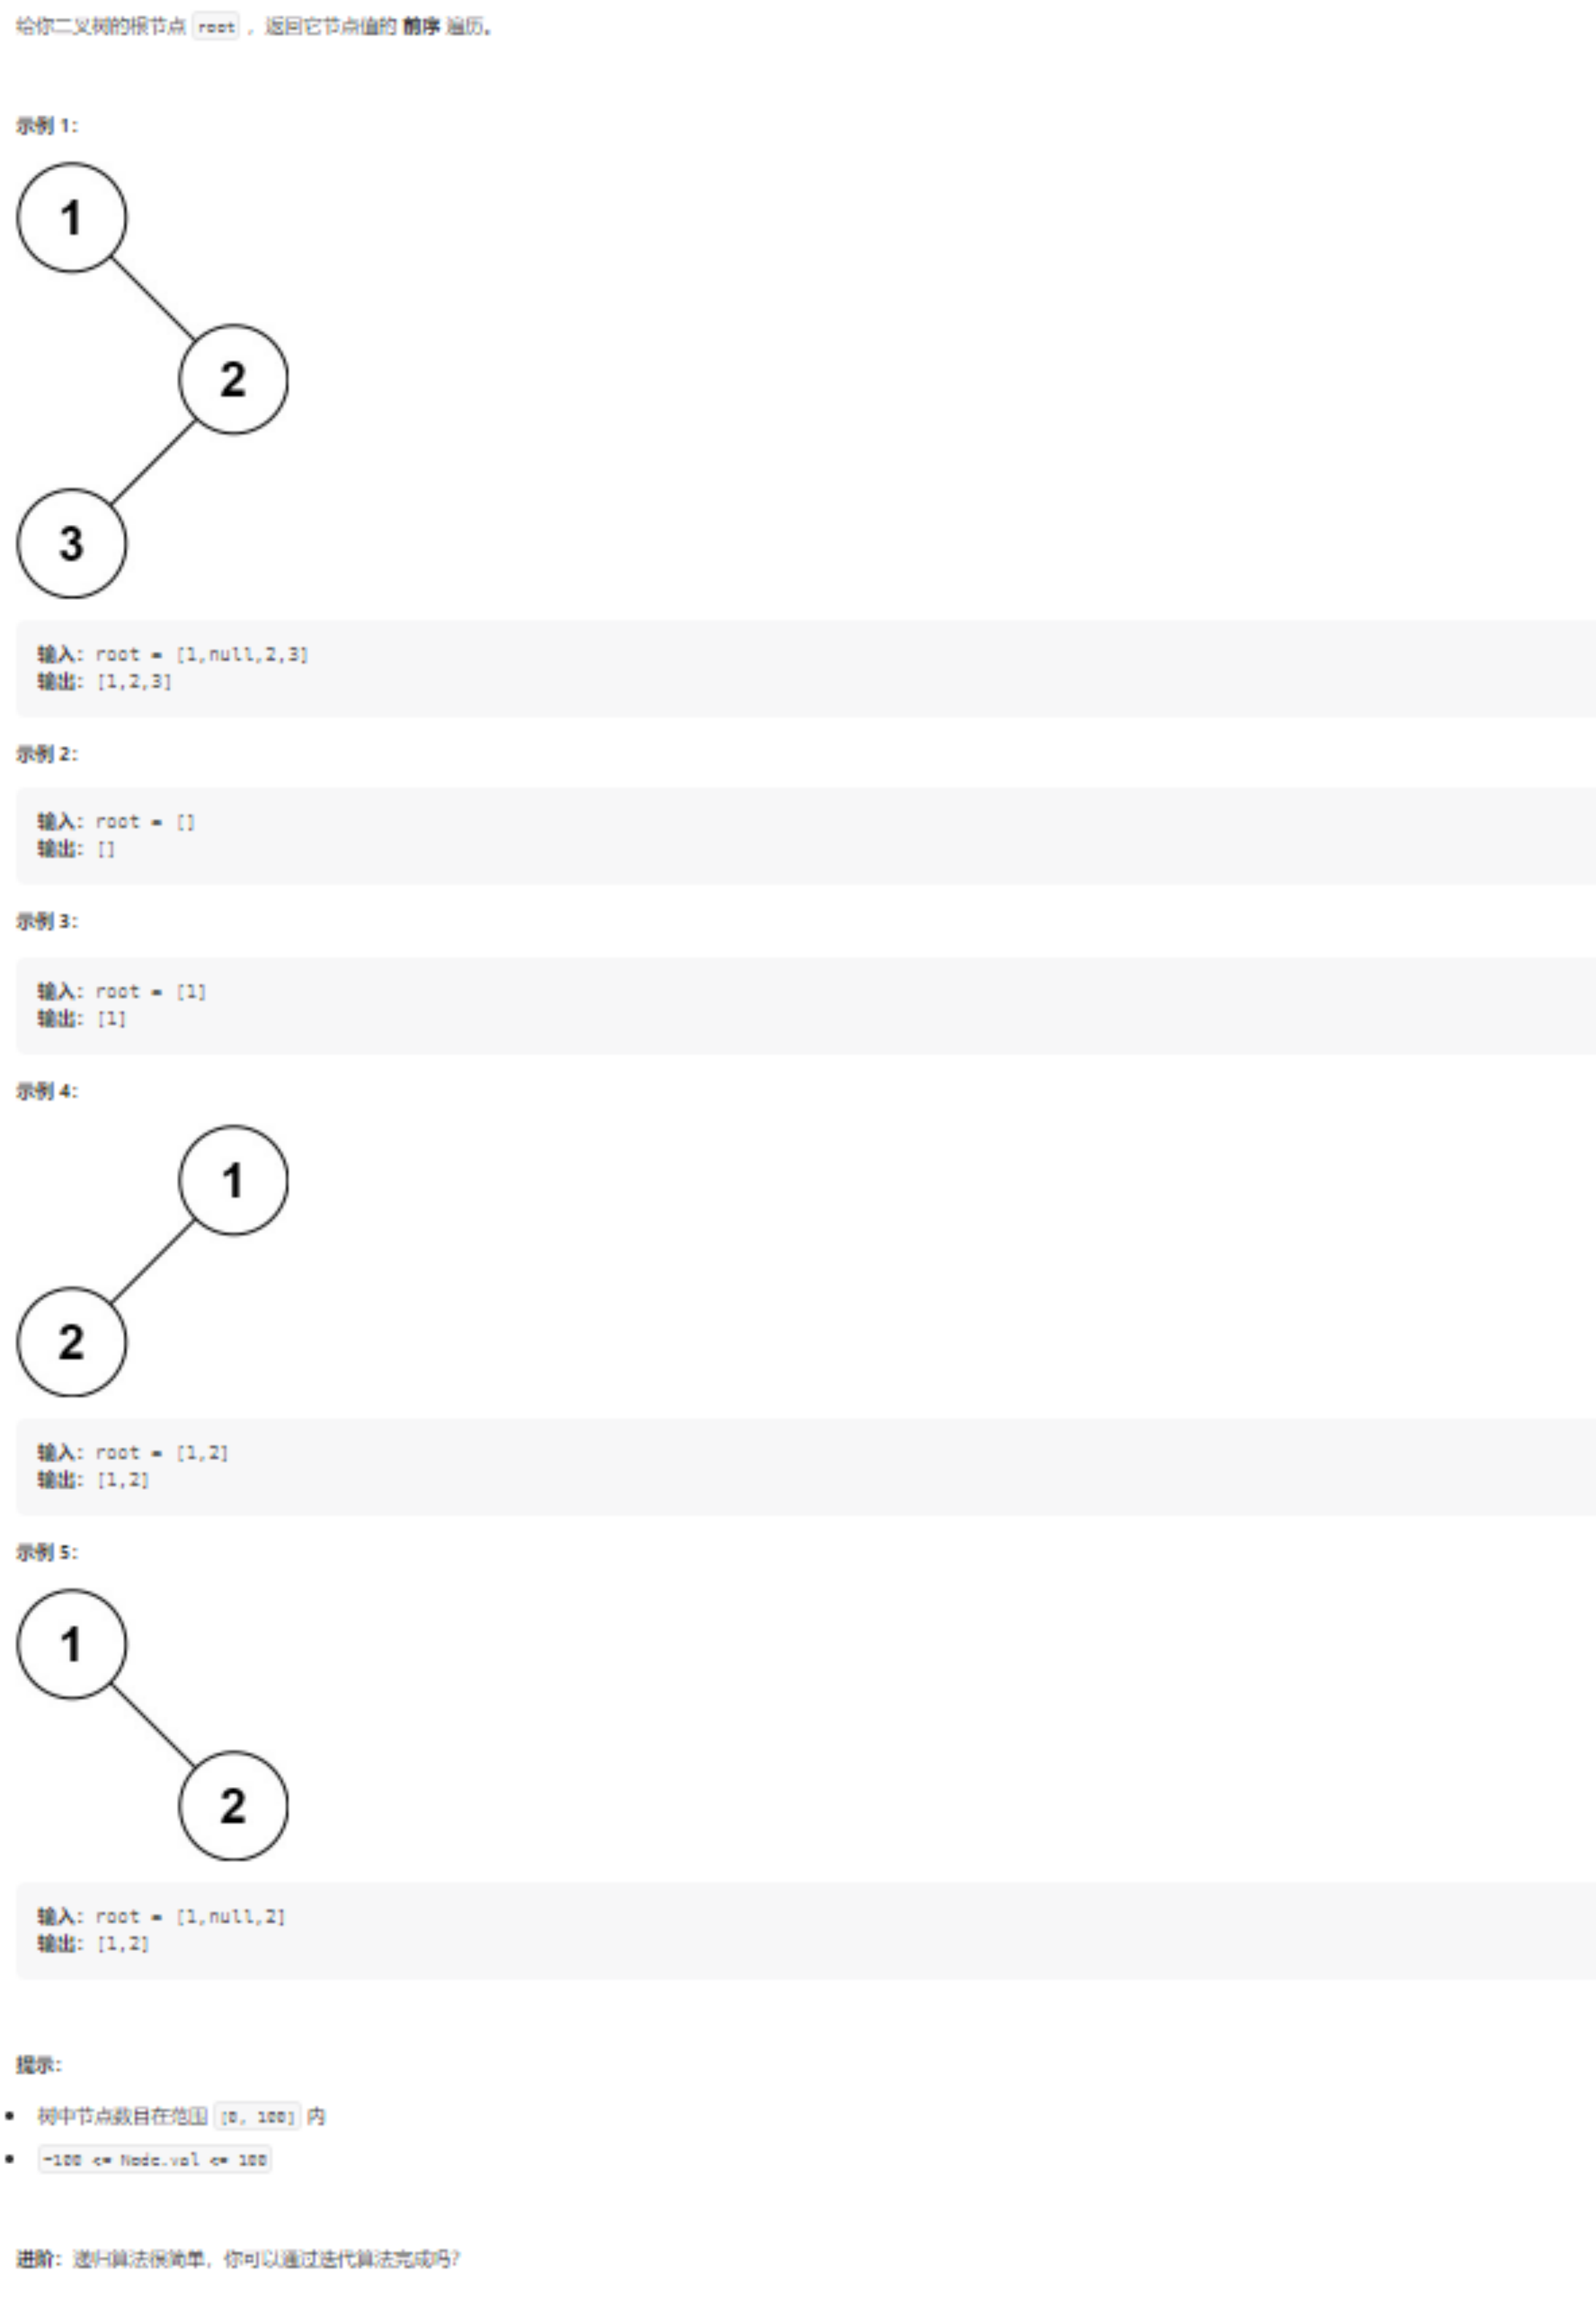 给你二叉树的根节点 root ，返回它节点值的 前序 遍历。
示例 1：
1
2
3
输入：root = [1,null,2,3]
输出：[1,2,3]
示例 2：
输入：root = []
输出：[]
示例 3：
输入：root = [1]
输出：[1]
示例 4：
1
2
输入：root = [1,2]
输出：[1,2]
示例 5：
1
2
输入：root = [1,null,2]
输出：[1,2]
提示：
树中节点数目在范围 [0, 100] 内
-100 <= Node.val <= 100
进阶：递归算法很简单，你可以通过迭代算法完成吗？